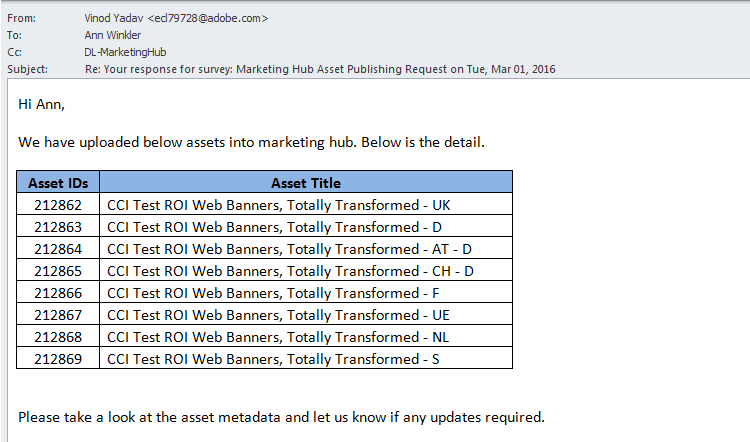 From: Vinod Yadav <ecl79728@adobe.com>
To: Ann Winkler
Cc: DL-MarketingHub
Subject: Re: Your response for survey: Marketing Hub Asset Publishing Request on Tue, Mar 01, 2016
Hi Ann,
We have uploaded below assets into marketing hub. Below is the detail.
Asset IDs Asset Title
212862 CCI Test ROI Web Banners, Totally Transformed - UK
212863 CCI Test ROI Web Banners, Totally Transformed - D
212864 CCI Test ROI Web Banners, Totally Transformed - AT - D
212865 CCI Test ROI Web Banners, Totally Transformed - CH - D
212866 CCI Test ROI Web Banners, Totally Transformed - F
212867 CCI Test ROI Web Banners, Totally Transformed - UE
212868 CCI Test ROI Web Banners, Totally Transformed - NL
212869 CCI Test ROI Web Banners, Totally Transformed - S
Please take a look at the asset metadata and let us know if any updates required.